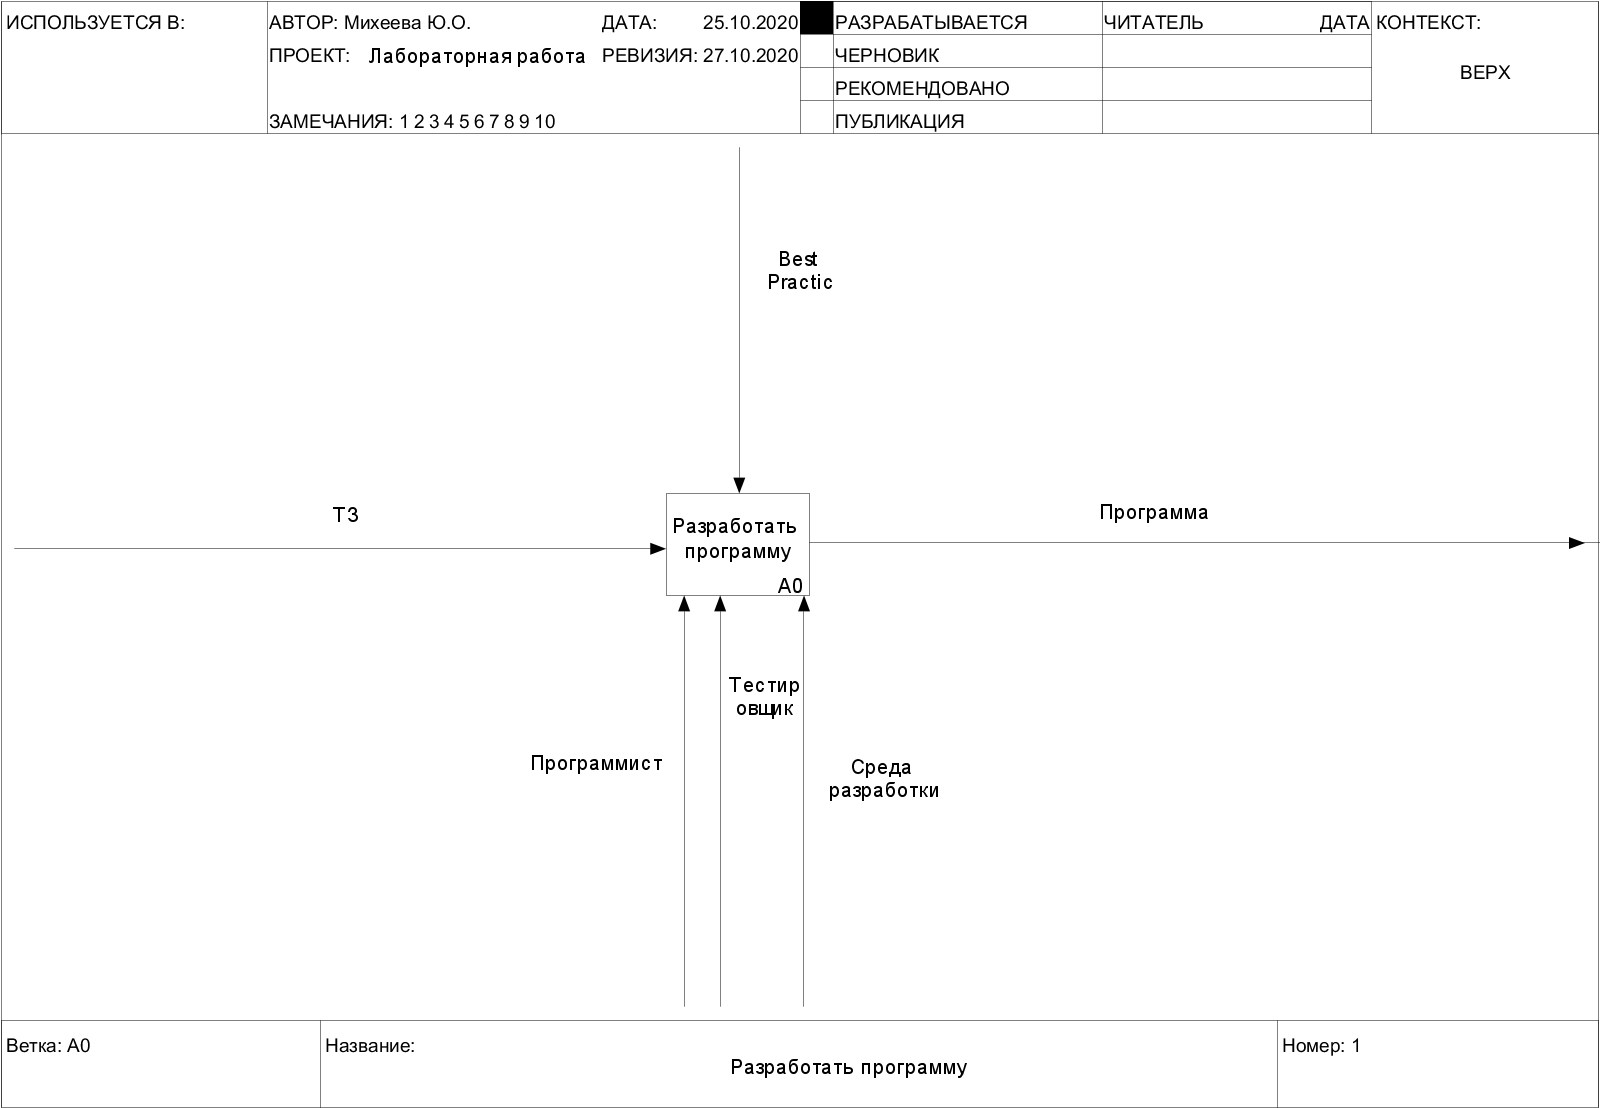 ИСПОЛЬЗУЕТСЯ В:
АВТОР: Михеева Ю.О.
ДАТА: 25.10.2020
ПРОЕКТ: Лабораторная работа
РЕВИЗИЯ: 27.10.2020
ЗАМЕЧАНИЯ: 1 2 3 4 5 6 7 8 9 10
РАЗРАБАТЫВАЕТСЯ
ЧЕРНОВИК
РЕКОМЕНДОВАНО
ПУБЛИКАЦИЯ
ЧИТАТЕЛЬ ДАТА
КОНТЕКСТ:
ВЕРХ
Best
Practic
ТЗ
Разработать
программу
A0
Программа
Тестир
овщик
Программист
Среда
разработки
Ветка: A0
Название:
Разработать программу
Номер: 1